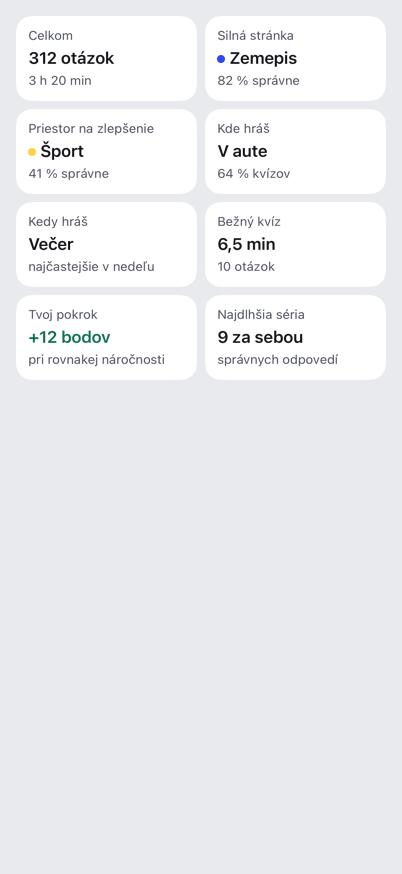 Celkom
312 otázok
3 h 20 min
Silná stránka
Zemepis
82 % správne
Priestor na zlepšenie
Šport
41 % správne
Kde hráš
V aute
64 % kvízov
Kedy hráš
Večer
najčastejšie v nedeľu
Bežný kvíz
6,5 min
10 otázok
Tvoj pokrok
+12 bodov
pri rovnakej náročnosti
Najdlhšia séria
9 za sebou
správnych odpovedí